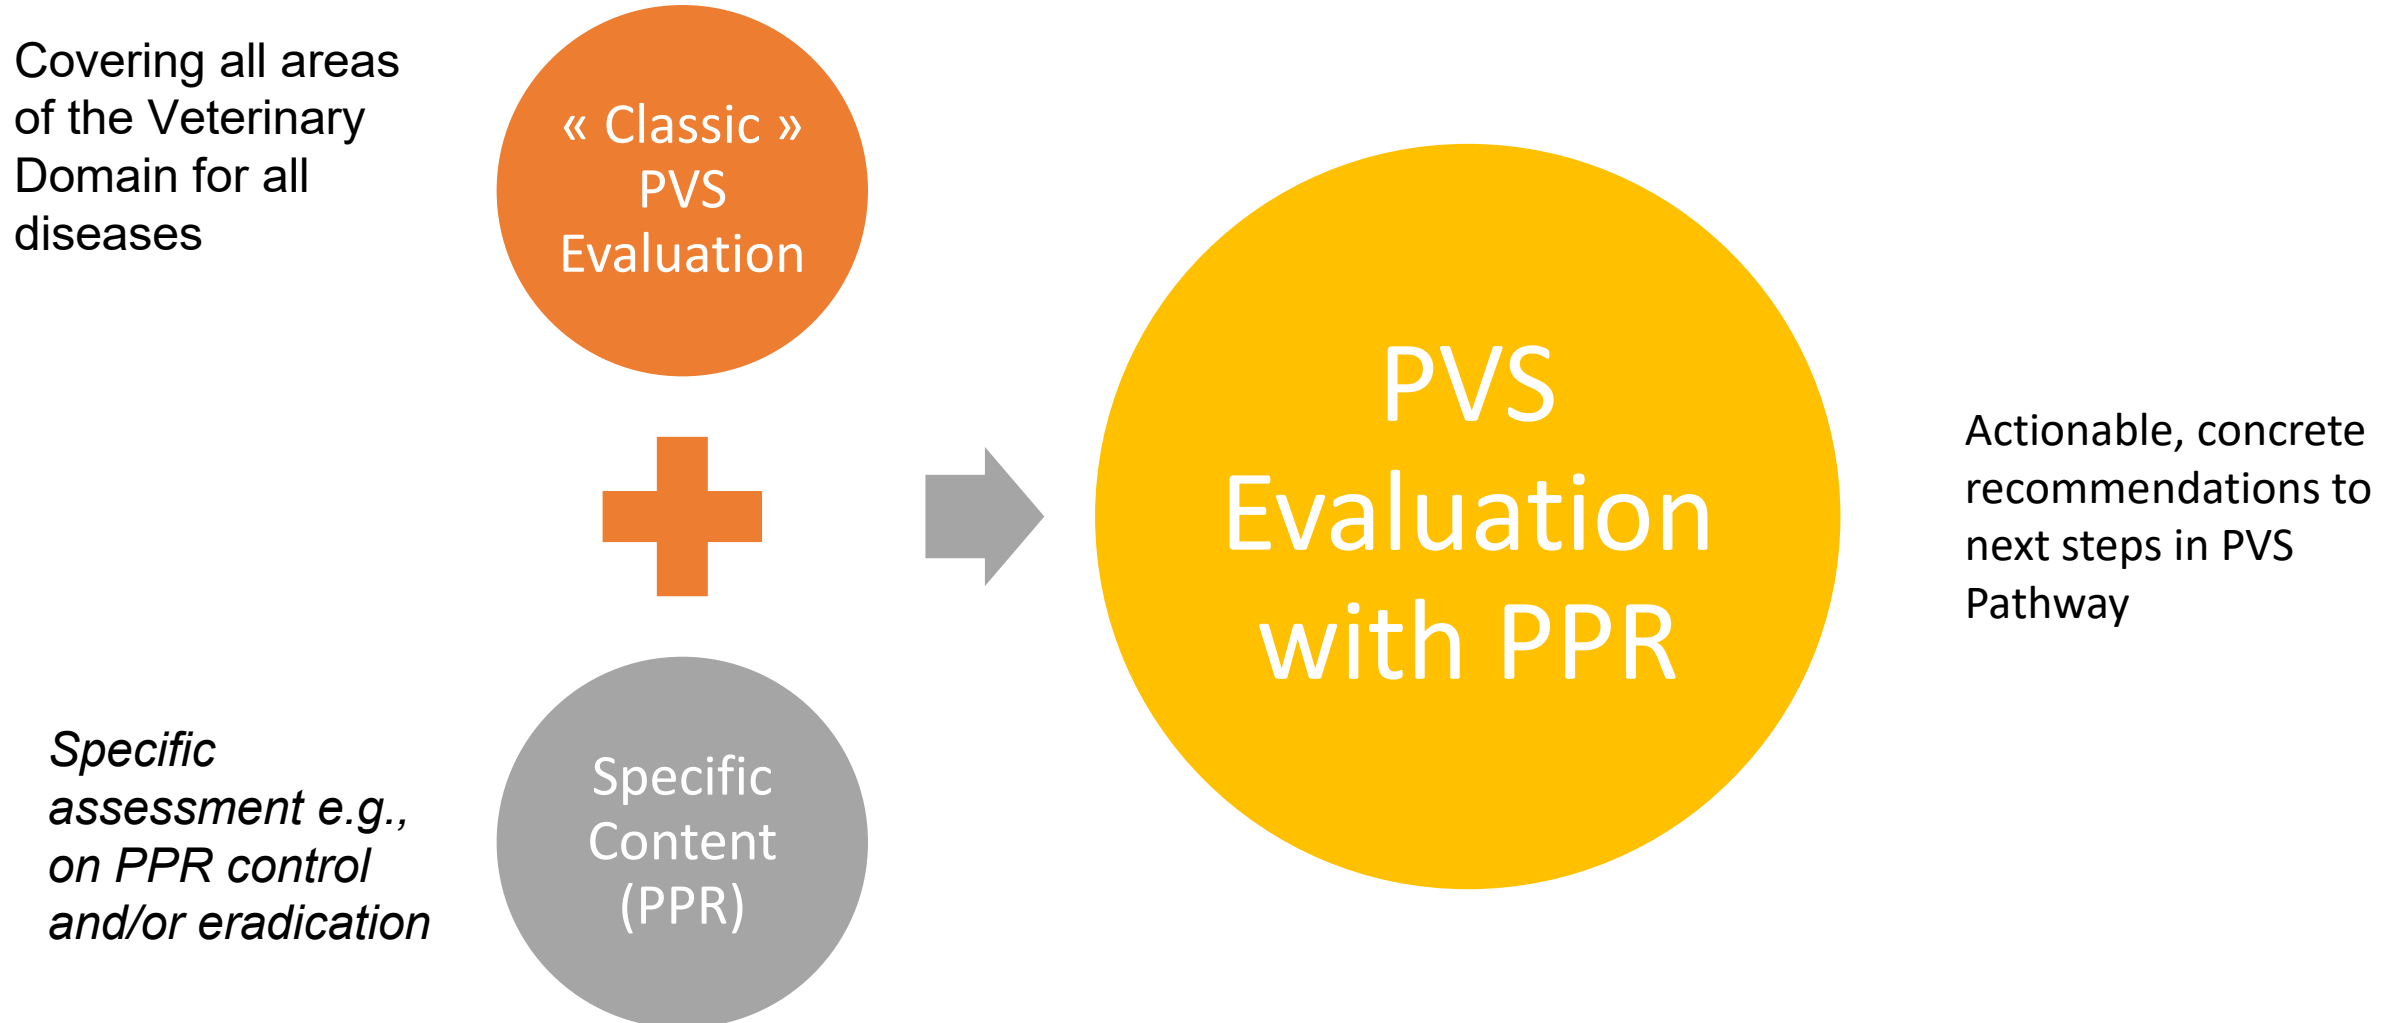 Covering all areas
of the Veterinary
Domain for all
diseases
« Classic »
PVS
Evaluation
Specific
assessment e.g.,
on PPR control
and/or eradication
Specific
Content
(PPR)
PVS
Evaluation
with PPR
Actionable, concrete
recommendations to
next steps in PVS
Pathway